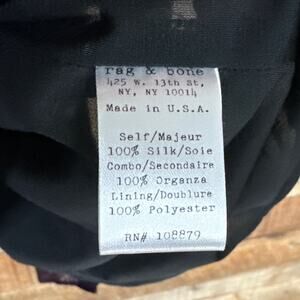 rag & bone
425 W. 13th St,
NY, NY 10014
Made in U.S.A.
Self/Majeur
100% Silk/Soie
Combo/Secondaire
100% Organza
Lining/Doublure
100% Polyester
RN# 108879